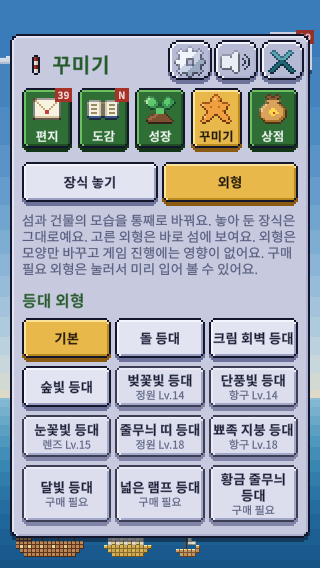 꾸미기
39
N
편지
도감
성장
꾸미기
상점
장식 놓기
외형
섬과 건물의 모습을 통째로 바꿔요. 놓아 둔 장식은
그대로예요. 고른 외형은 바로 섬에 보여요. 외형은
모양만 바꾸고 게임 진행에는 영향이 없어요. 구매
필요 외형은 눌러서 미리 입어 볼 수 있어요.
등대 외형
기본
돌 등대
크림 회벽 등대
숲빛 등대
벚꽃빛 등대
정원 Lv.14
단풍빛 등대
항구 Lv.14
눈꽃빛 등대
렌즈 Lv.15
줄무늬 띠 등대
정원 Lv.18
뾰족 지붕 등대
항구 Lv.18
달빛 등대
구매 필요
넓은 램프 등대
구매 필요
황금 줄무늬
등대
구매 필요